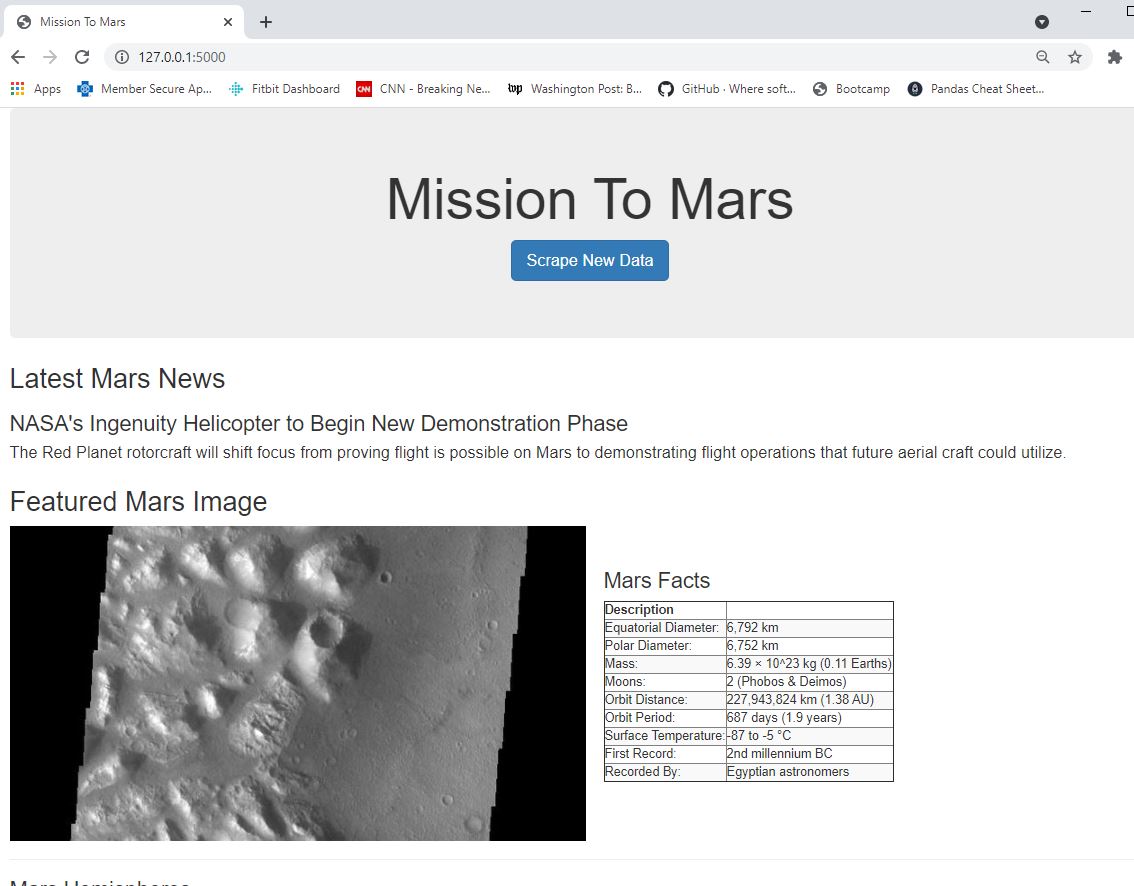 Mission To Mars
127.0.0.1:5000
Apps Member Secure Ap... Fitbit Dashboard CNN CNN - Breaking Ne... wp Washington Post: B... GitHub · Where soft... Bootcamp Pandas Cheat Sheet...
Mission To Mars
Scrape New Data
Latest Mars News
NASA's Ingenuity Helicopter to Begin New Demonstration Phase
The Red Planet rotorcraft will shift focus from proving flight is possible on Mars to demonstrating flight operations that future aerial craft could utilize.
Featured Mars Image
Mars Facts
Description
Equatorial Diameter: 6,792 km
Polar Diameter: 6,752 km
Mass: 6.39 × 10^23 kg (0.11 Earths)
Moons: 2 (Phobos & Deimos)
Orbit Distance: 227,943,824 km (1.38 AU)
Orbit Period: 687 days (1.9 years)
Surface Temperature: -87 to -5 °C
First Record: 2nd millennium BC
Recorded By: Egyptian astronomers
Mars Hemispheres